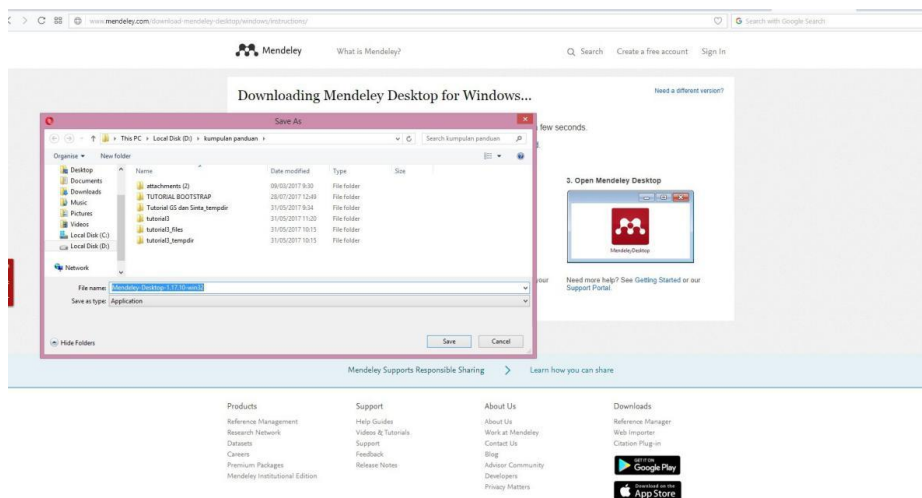 www.mendeley.com/download-mendeley-desktop/windows/instructions/
Search with Google Search
Mendeley
What is Mendeley?
Search
Create a free account
Sign In
Downloading Mendeley Desktop for Windows...
Need a different version?
few seconds.
Save As
This PC
Local Disk (D:)
kumpulan panduan
Search kumpulan panduan
Organise
New folder
Desktop
Documents
Downloads
Music
Pictures
Videos
Local Disk (C:)
Local Disk (D:)
Network
Name Date modified Type Size
attachments (2) 08/03/2017 9:30 File folder
TUTORIAL BOOTSTRAP 28/07/2017 12:49 File folder
Tutorial GS dan Sinta_tempdir 31/05/2017 9:34 File folder
tutorial3 31/05/2017 11:20 File folder
tutorial3_files 31/05/2017 10:15 File folder
tutorial3_tempdir 31/05/2017 10:15 File folder
File name: Mendeley-Desktop-1.17.10-win32
Save as type: Application
Hide Folders
Save
Cancel
3. Open Mendeley Desktop
MendeleyDesktop
your
Need more help? See Getting Started or our
Support Portal.
Mendeley Supports Responsible Sharing
Learn how you can share
Products
Reference Management
Research Network
Datasets
Careers
Premium Packages
Mendeley Institutional Edition
Support
Help Guides
Videos & Tutorials
Support
Feedback
Release Notes
About Us
About Us
Work at Mendeley
Contact Us
Blog
Advisor Community
Developers
Privacy Matters
Downloads
Reference Manager
Web Importer
Citation Plug-in
GET IT ON
Google Play
Download on the
App Store